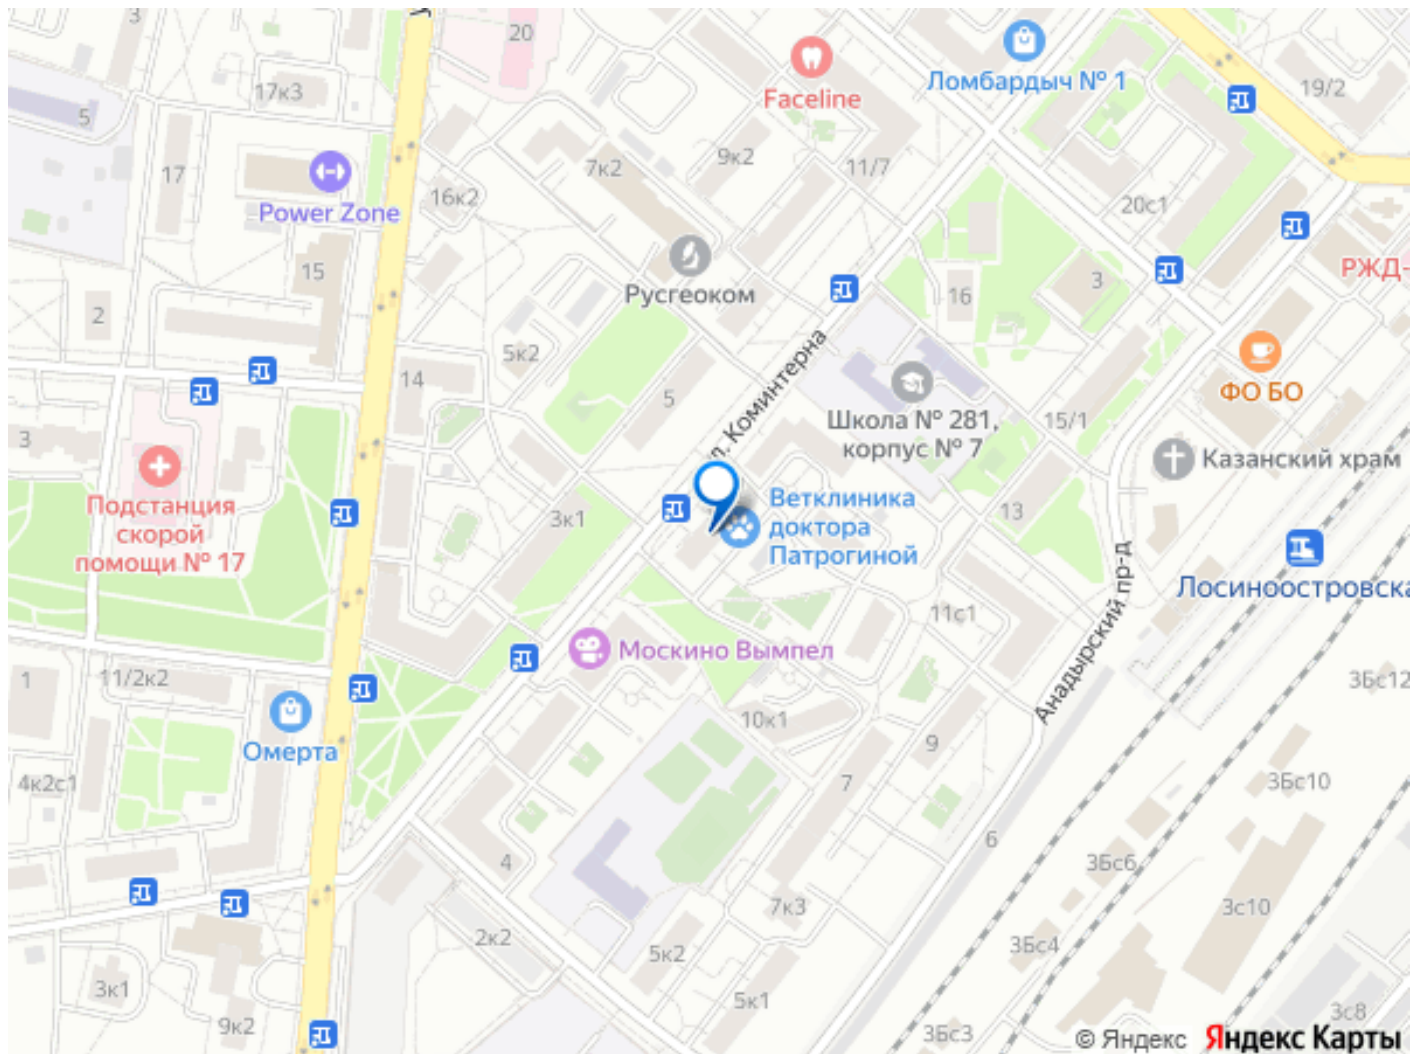 3
20
Ломбардыч № 1
19/2
17к3
Faceline
5
7к2
9к2
11/7
17
16к2
20с1
Power Zone
15
Русгеоком
16
3
РЖД-
2
ул. Коминтерна
5к2
14
5
ФО БО
Школа № 281,
корпус № 7
15/1
3
Казанский храм
Подстанция
скорой
помощи № 17
3к1
Ветклиника
доктора
Патрогиной
13
Лосиноостровска
Анадырский пр-д
11с1
Москино Вымпел
1
11/2к2
3Бс12
10к1
Омерта
9
4к2с1
7
3Бс10
6
4
3Бс6
7к3
3с10
2к2
5к2
3Бс4
3к1
5к1
9к2
3Бс3
3с8
© Яндекс Яндекс Карты